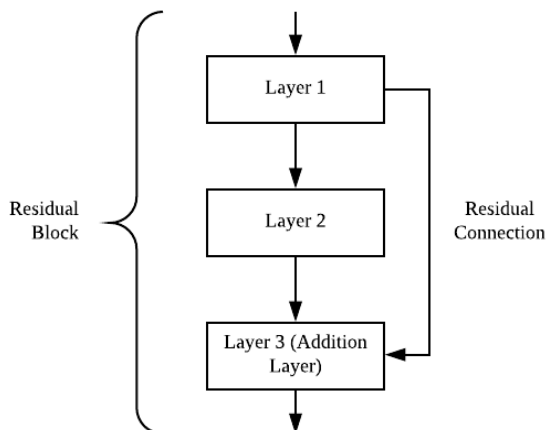 Layer 1
Residual
Block
Layer 2
Residual
Connection
Layer 3 (Addition
Layer)